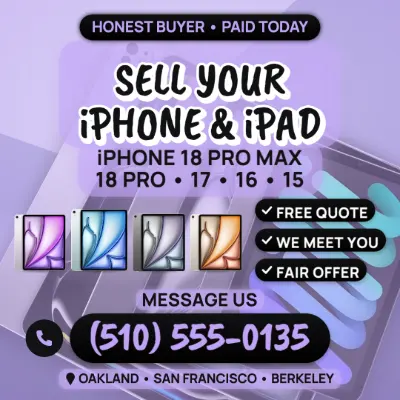 HONEST BUYER • PAID TODAY
SELL YOUR
iPHONE & iPAD
iPHONE 18 PRO MAX
18 PRO • 17 • 16 • 15
✓ FREE QUOTE
✓ WE MEET YOU
✓ FAIR OFFER
MESSAGE US
(510) 555-0135
OAKLAND • SAN FRANCISCO • BERKELEY